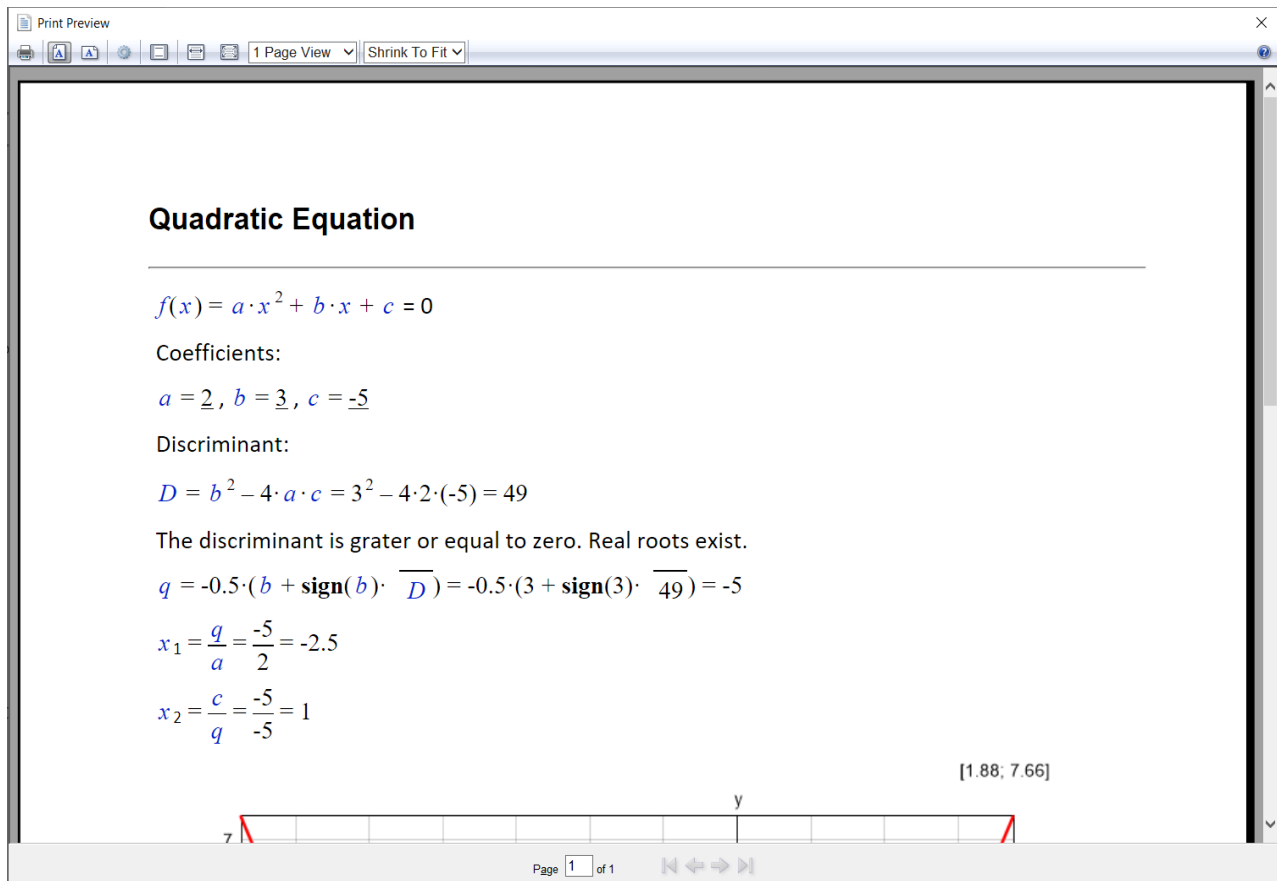 Print Preview
1 Page View Shrink To Fit
Quadratic Equation
f(x) = a·x² + b·x + c = 0
Coefficients:
a = 2 , b = 3 , c = -5
Discriminant:
D = b² – 4·a·c = 3² – 4·2·(-5) = 49
The discriminant is grater or equal to zero. Real roots exist.
q = -0.5·(b + sign(b)· D̅) = -0.5·(3 + sign(3)· 4̅9̅) = -5
x₁ = q/a = -5/2 = -2.5
x₂ = c/q = -5/-5 = 1
[1.88; 7.66]
y
7
Page 1 of 1